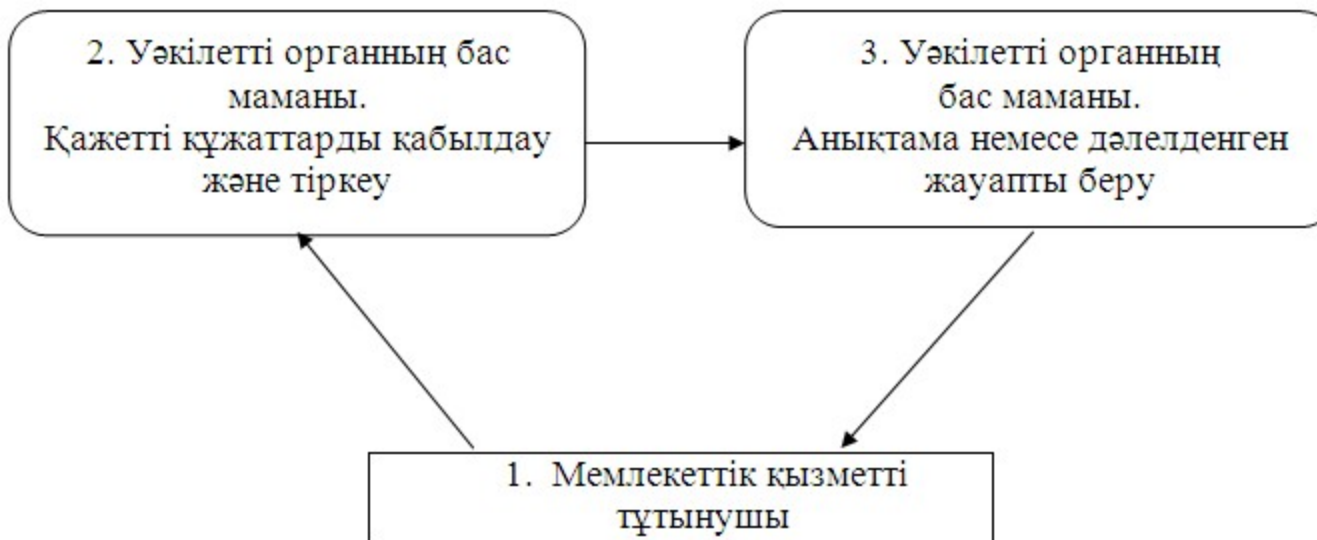 2. Уәкілетті органның бас
маманы.
Қажетті құжаттарды қабылдау
және тіркеу
3. Уәкілетті органның
бас маманы.
Анықтама немесе дәлелденген
жауапты беру
1. Мемлекеттік қызметті
тұтынушы